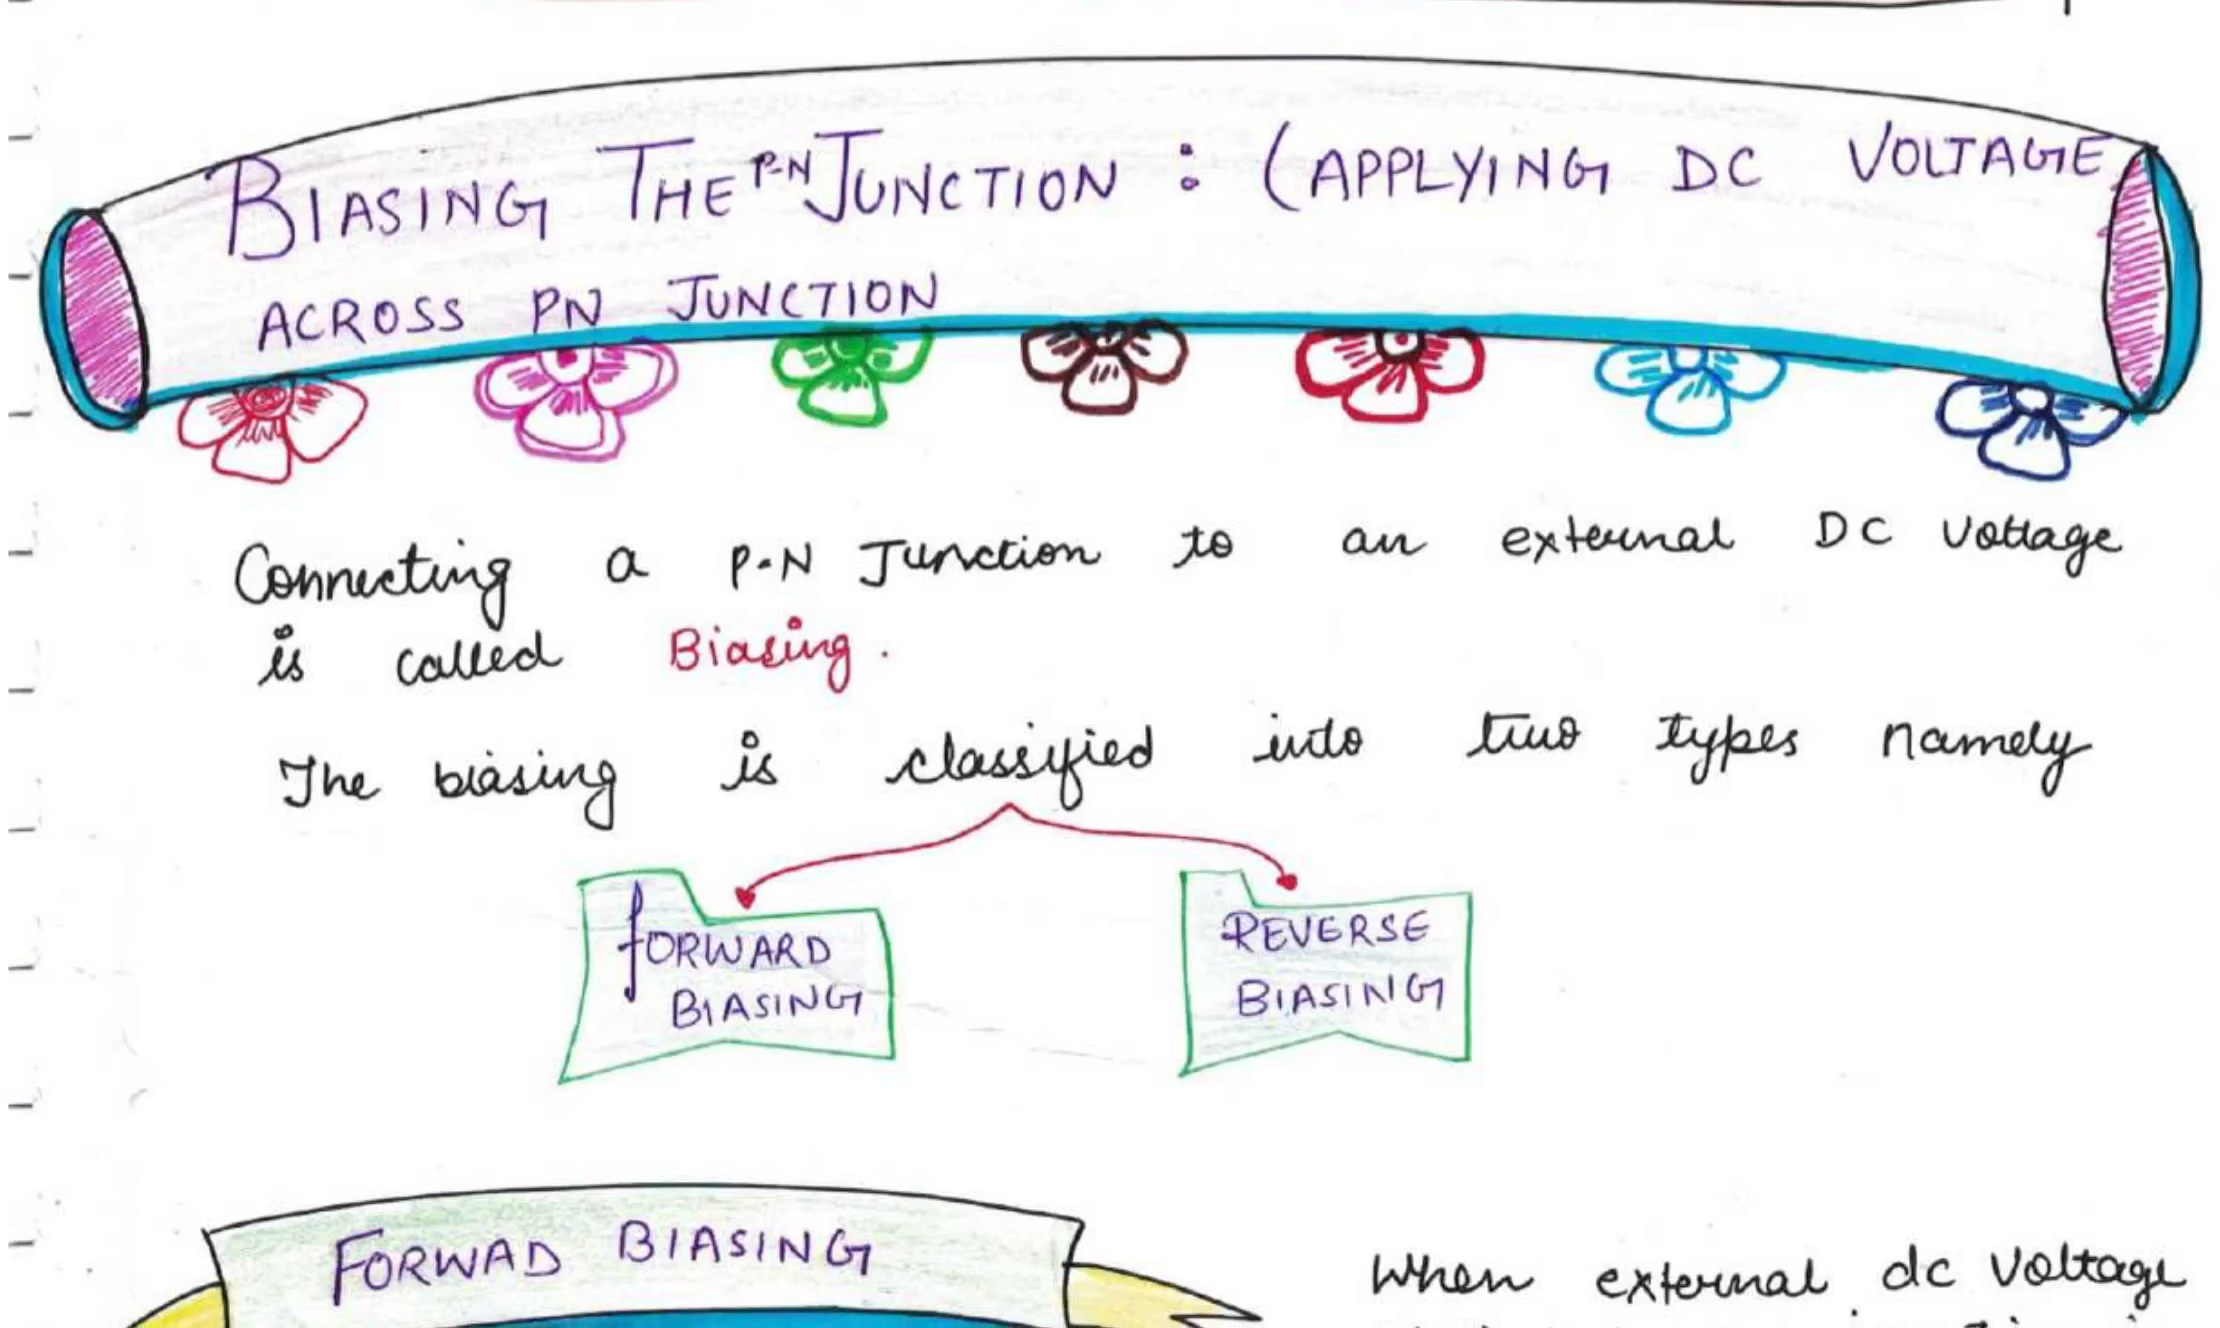 BIASING THE P-N JUNCTION : (APPLYING DC VOLTAGE
ACROSS PN JUNCTION
Connecting a P-N Junction to an external DC voltage
is called Biasing.
The biasing is classified into two types namely
FORWARD
BIASING
REVERSE
BIASING
FORWAD BIASING
When external dc voltage